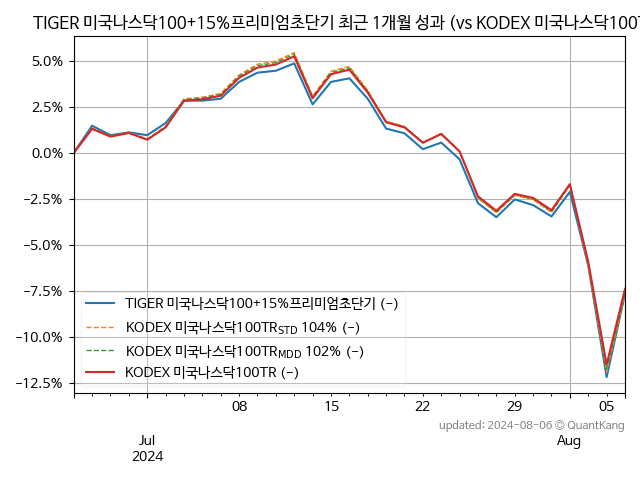 TIGER 미국나스닥100+15%프리미엄초단기 최근 1개월 성과 (vs KODEX 미국나스닥100
5.0%
2.5%
0.0%
−2.5%
−5.0%
−7.5%
−10.0%
−12.5%
TIGER 미국나스닥100+15%프리미엄초단기 (−)
KODEX 미국나스닥100TRSTD 104% (−)
KODEX 미국나스닥100TRMDD 102% (−)
KODEX 미국나스닥100TR (−)
08 15 22 29 05
updated: 2024-08-06 © QuantKang
Jul Aug
2024